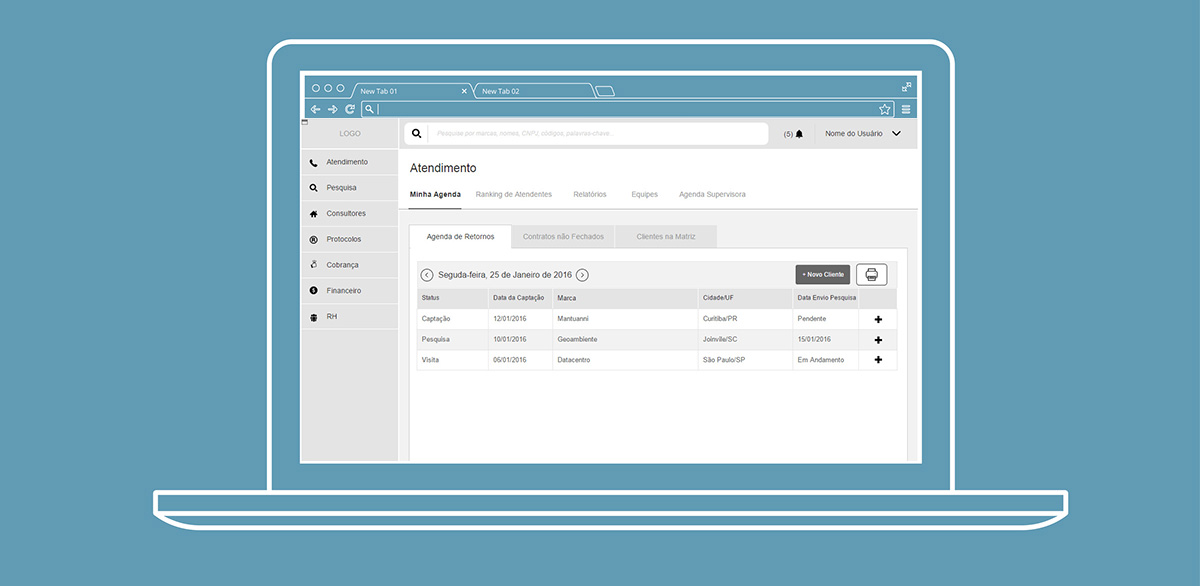 New Tab 01
New Tab 02
LOGO
Pesquise por marcas, nomes, CNPJ, códigos, palavras-chave...
(5)
Nome do Usuário
Atendimento
Pesquisa
Consultores
Protocolos
Cobrança
Financeiro
RH
Atendimento
Minha Agenda Ranking de Atendentes Relatórios Equipes Agenda Supervisora
Agenda de Retornos Contratos não Fechados Clientes na Matriz
Seguda-feira, 25 de Janeiro de 2016
+ Novo Cliente
Status Data da Captação Marca Cidade/UF Data Envio Pesquisa
Captação 12/01/2016 Mantuanni Curitiba/PR Pendente
Pesquisa 10/01/2016 Geoambiente Joinvile/SC 15/01/2016
Visita 06/01/2016 Datacentro São Paulo/SP Em Andamento